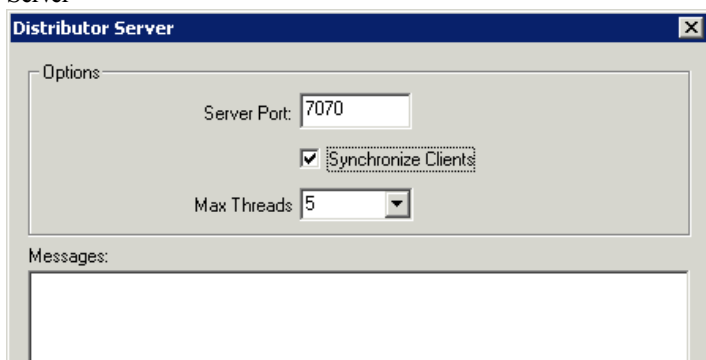 Server
Distributor Server
Options
Server Port: 7070
Synchronize Clients
Max Threads 5
Messages: